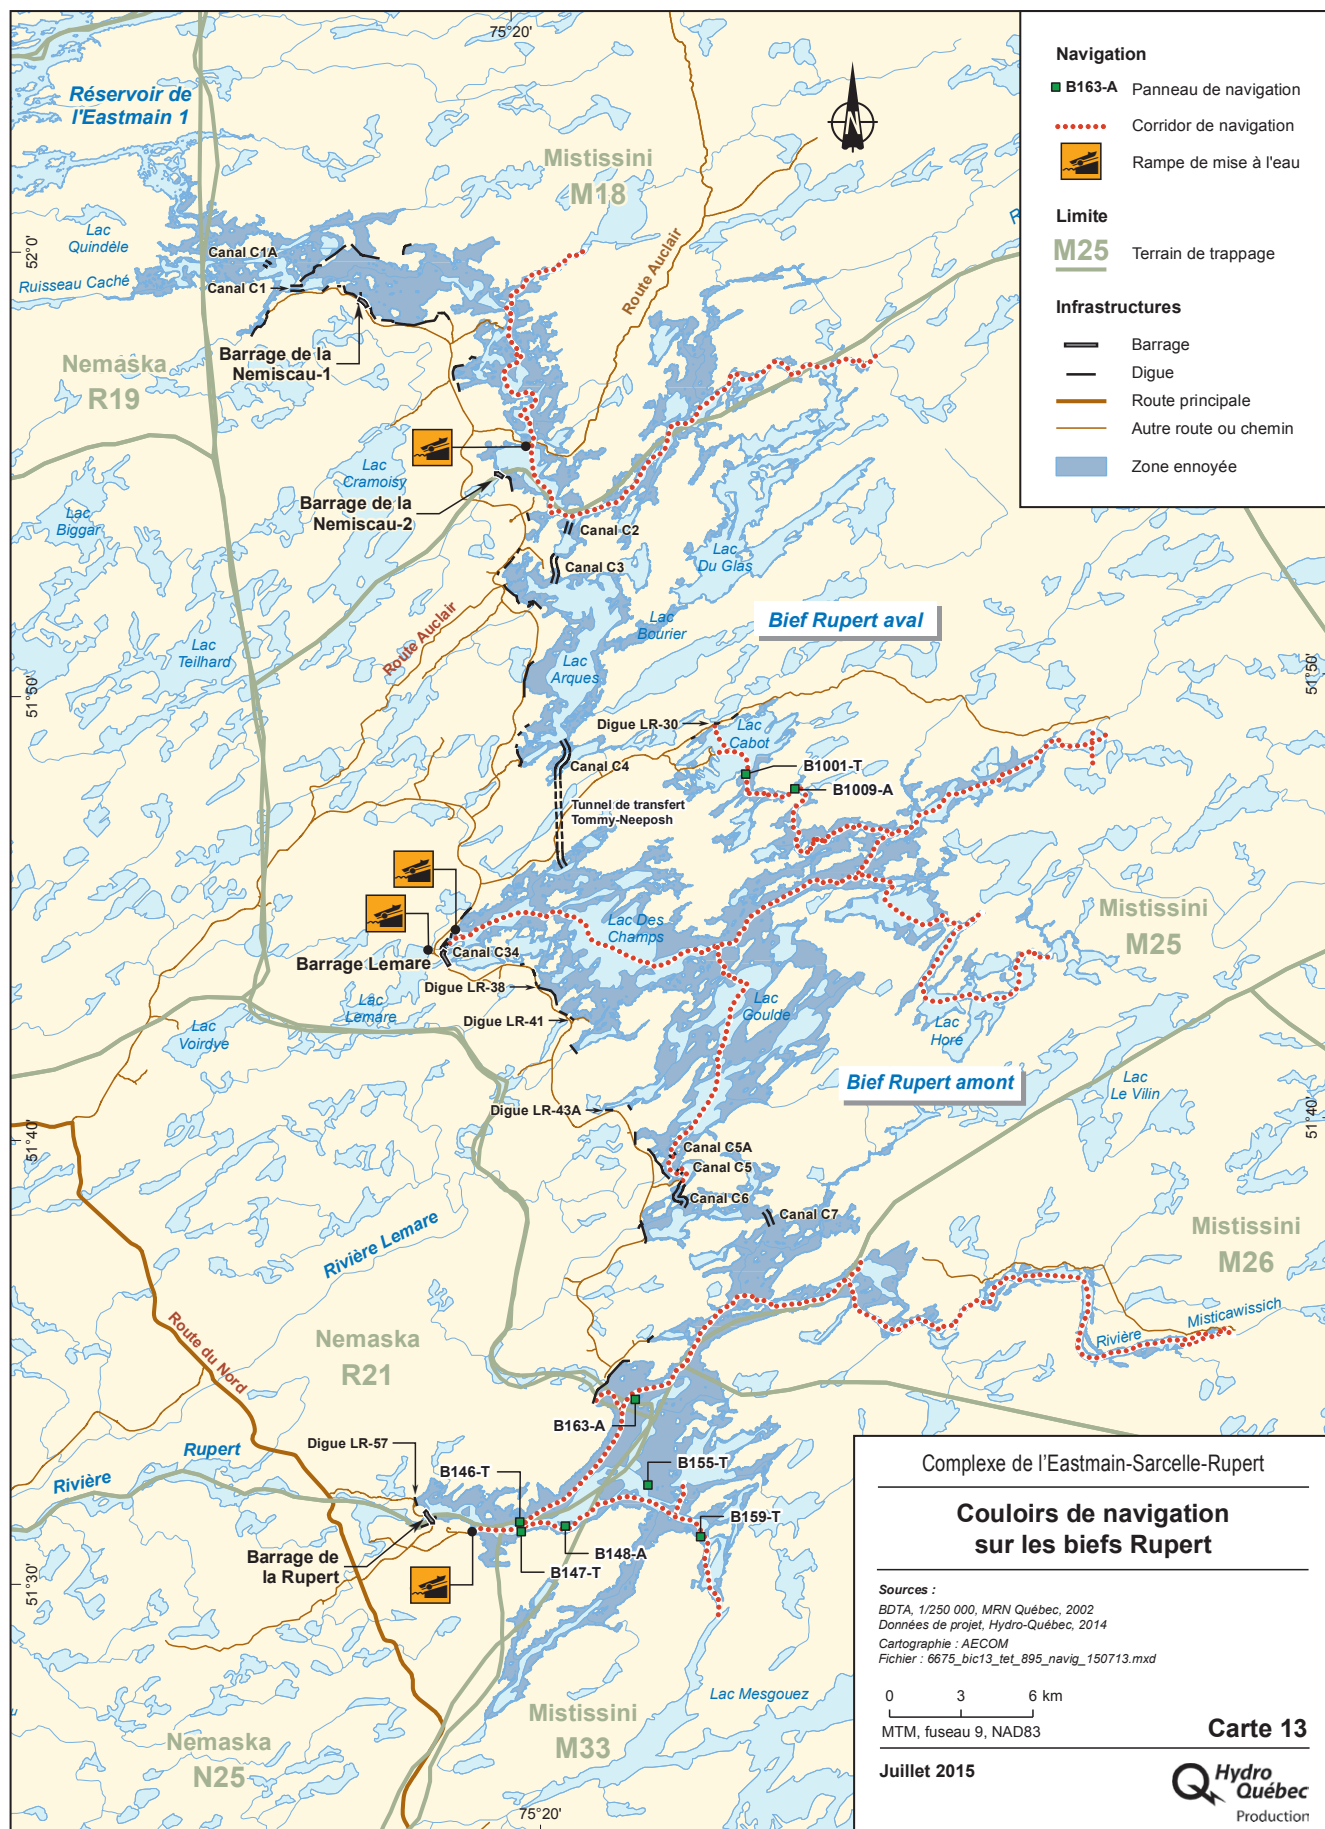 75°20'
Réservoir de
l'Eastmain 1
Mistissini
M18
Lac
Quindèle
52°0'
Canal C1A
Ruisseau Caché
Canal C1
Route Auclair
Barrage de la
Nemiscau-1
Nemaska
R19
Lac
Cramoisy
Barrage de la
Nemiscau-2
Lac
Biggar
Canal C2
Canal C3
Lac
Du Glas
Route Auclair
Lac
Bourier
Bief Rupert aval
Lac
Teilhard
Lac
Arques
51°50'
51°50'
Digue LR-30
Lac
Cabot
Canal C4
B1001-T
B1009-A
Tunnel de transfert
Tommy-Neeposh
Lac Des
Champs
Mistissini
M25
Canal C34
Barrage Lemare
Digue LR-38
Lac
Lemare
Lac
Goulde
Digue LR-41
Lac
Voirdye
Lac
Horé
Bief Rupert amont
Lac
Le Vilin
Digue LR-43A
51°40'
51°40'
Canal C5A
Canal C5
Canal C6
Canal C7
Rivière Lemare
Mistissini
M26
Rivière
Misticawissich
Route du Nord
Nemaska
R21
B163-A
Digue LR-57
Rivière
Rupert
B146-T
B155-T
B159-T
B148-A
B147-T
Barrage de
la Rupert
51°30'
Lac Mesgouez
Mistissini
M33
Nemaska
N25
75°20'
Navigation
B163-A Panneau de navigation
Corridor de navigation
Rampe de mise à l'eau
Limite
M25 Terrain de trappage
Infrastructures
Barrage
Digue
Route principale
Autre route ou chemin
Zone ennoyée
N
Complexe de l'Eastmain-Sarcelle-Rupert
Couloirs de navigation
sur les biefs Rupert
Sources :
BDTA, 1/250 000, MRN Québec, 2002
Données de projet, Hydro-Québec, 2014
Cartographie : AECOM
Fichier : 6675_bic13_tet_895_navig_150713.mxd
0 3 6 km
MTM, fuseau 9, NAD83
Carte 13
Juillet 2015
Hydro
Québec
Production